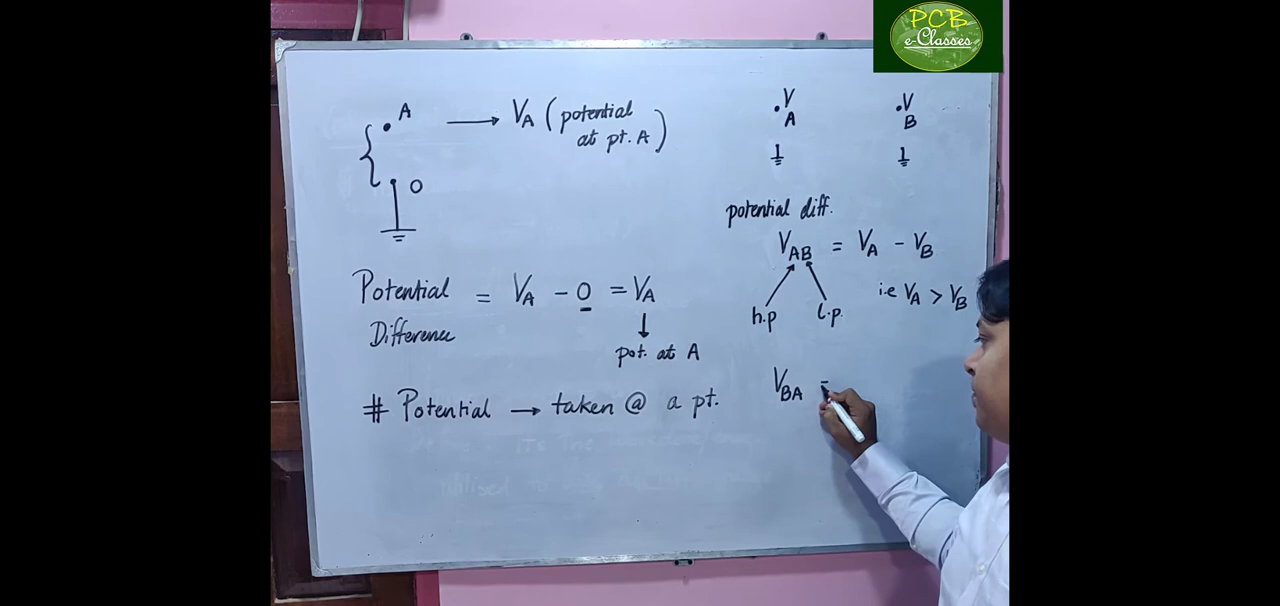 PCB
e-Classes
A → V_A (potential
at pt. A)
O
Potential = V_A - 0 = V_A
Difference
pot. at A
# Potential → taken @ a pt.
V
A
V
B
potential diff.
V_AB = V_A - V_B
h.p l.p.
i.e V_A > V_B
V_BA =